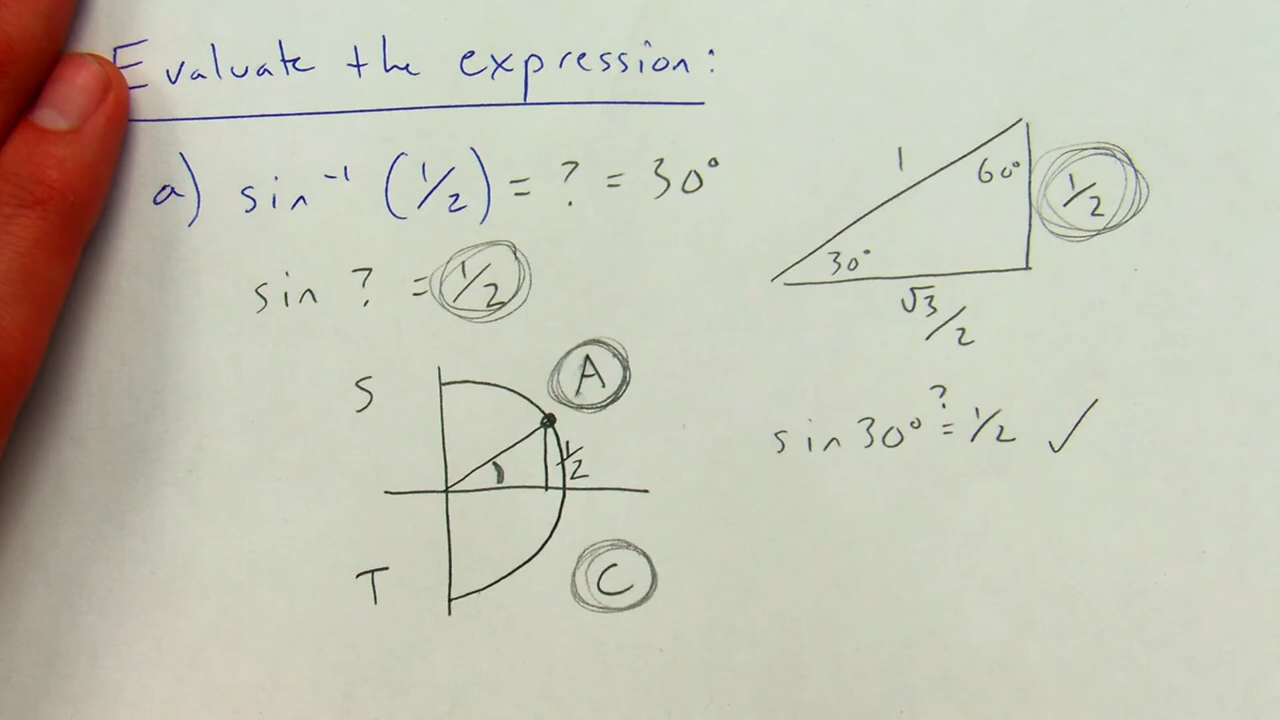 Evaluate the expression:
a) sin⁻¹ (1/2) = ? = 30°
sin ? = 1/2
S
A
1/2
T
C
1
60°
1/2
30°
√3/2
sin 30° ?= 1/2 ✓